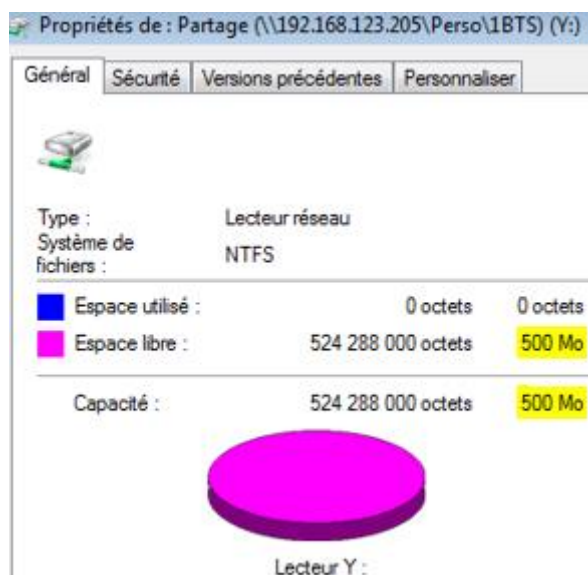 Propriétés de : Partage (\\192.168.123.205\Perso\1BTS) (Y:)
Général Sécurité Versions précédentes Personnaliser
Type : Lecteur réseau
Système de fichiers : NTFS
Espace utilisé : 0 octets 0 octets
Espace libre : 524 288 000 octets 500 Mo
Capacité : 524 288 000 octets 500 Mo
Lecteur Y :